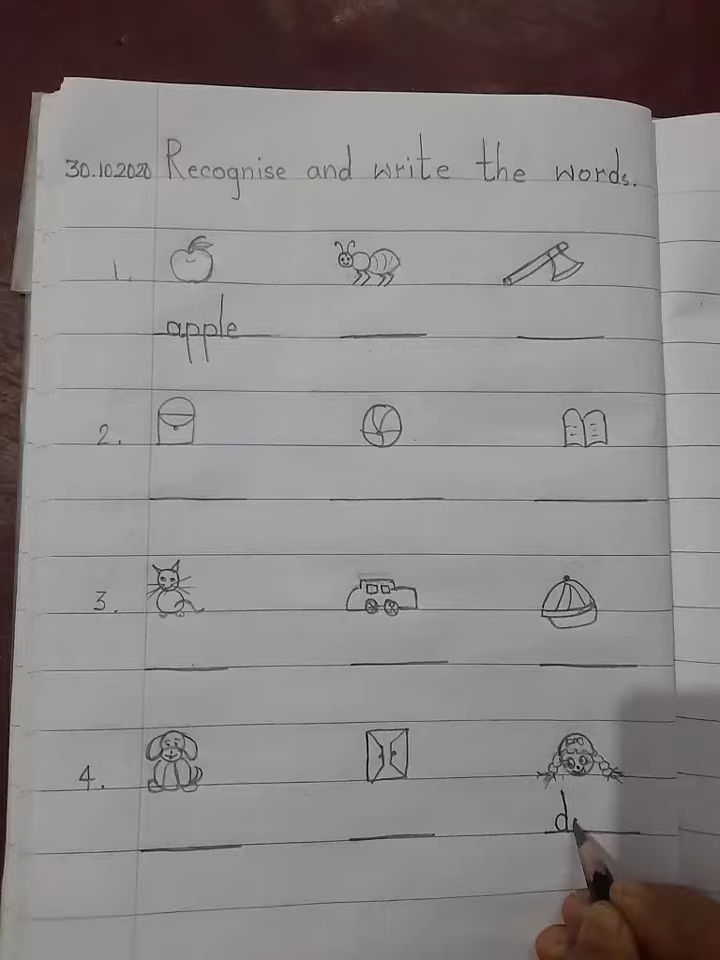 30.10.2020 Recognise and write the words.
1.
apple
2.
3.
4.
d